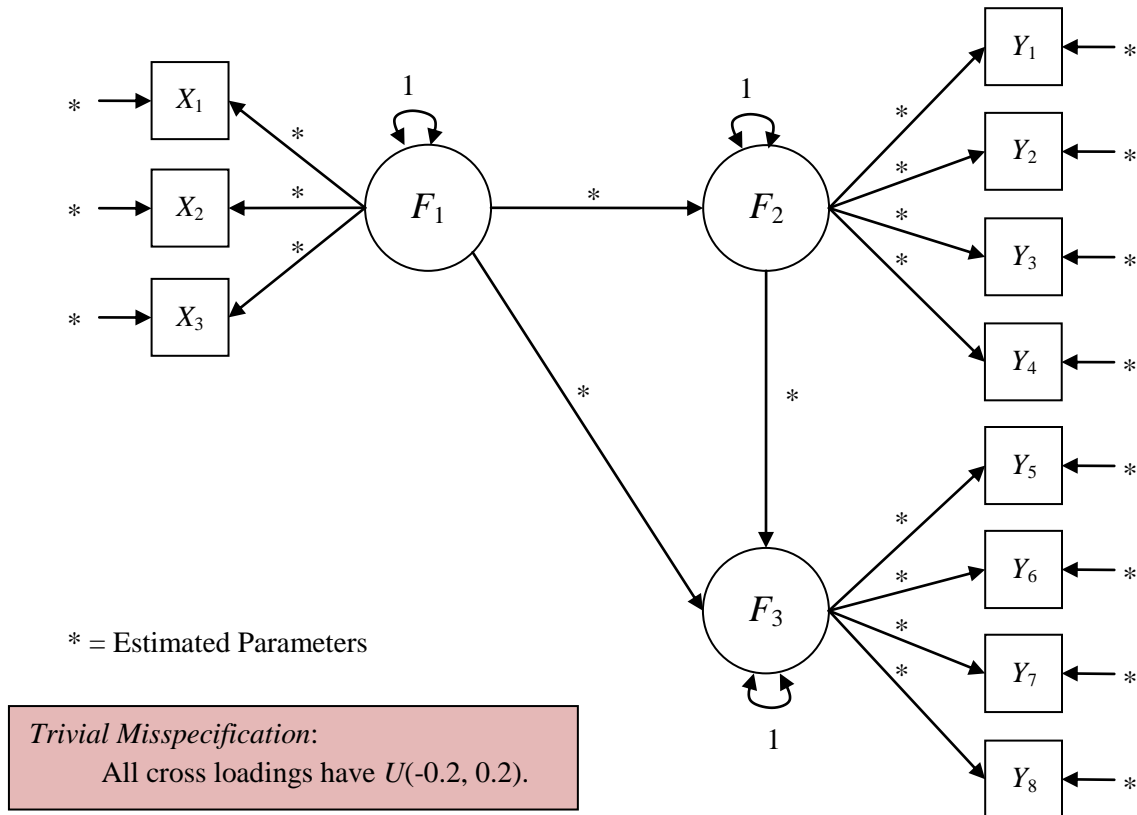 1
1
* X₁ * * Y₁ *
* X₂ * F₁ * F₂ * Y₂ *
* X₃ * * Y₃ *
* Y₄ *
* *
* Y₅ *
F₃ * Y₆ *
* Y₇ *
* Y₈ *
1
* = Estimated Parameters
Trivial Misspecification:
All cross loadings have U(-0.2, 0.2).